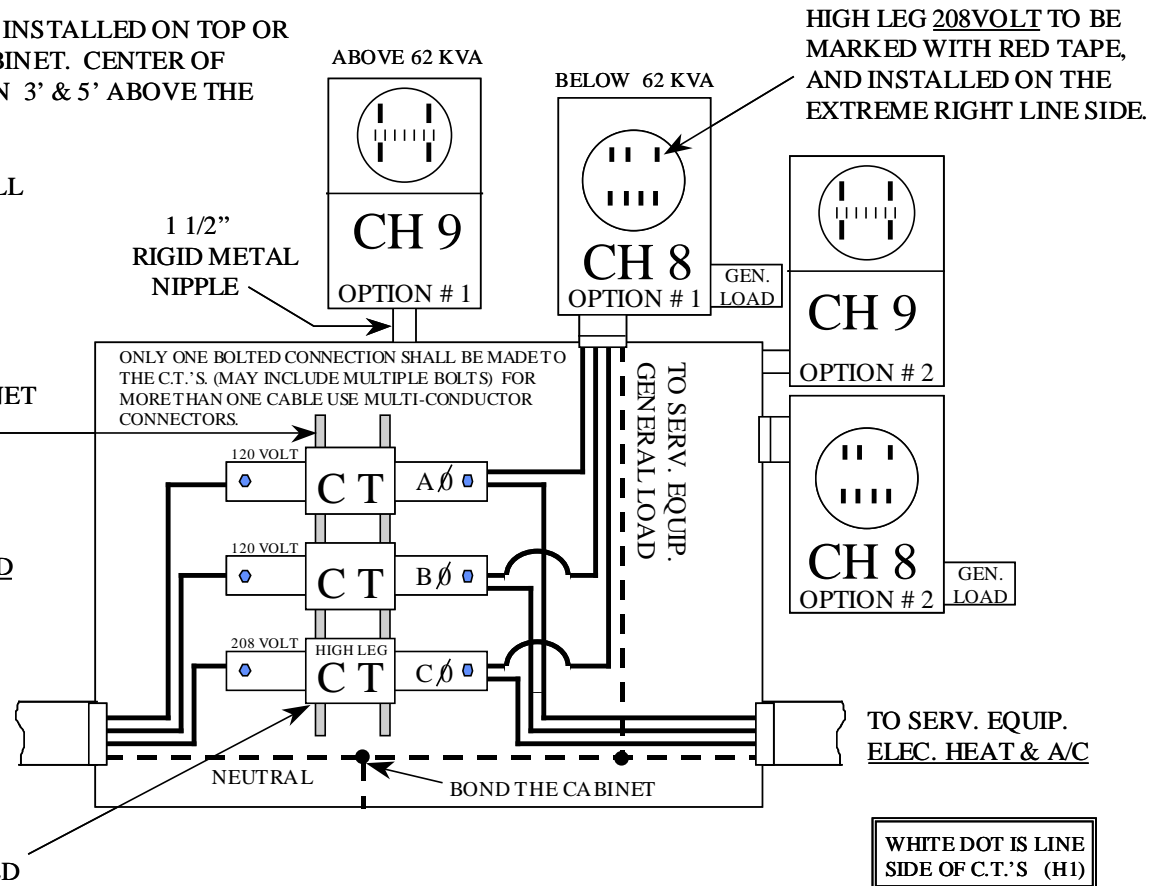 INSTALLED ON TOP OR
BINET. CENTER OF
N 3' & 5' ABOVE THE
LL
NET
D
ED
ABOVE 62 KVA
CH 9
OPTION # 1
1 1/2”
RIGID METAL
NIPPLE
BELOW 62 KVA
CH 8
OPTION # 1
GEN.
LOAD
HIGH LEG 208VOLT TO BE
MARKED WITH RED TAPE,
AND INSTALLED ON THE
EXTREME RIGHT LINE SIDE.
CH 9
OPTION # 2
CH 8
OPTION # 2
GEN.
LOAD
ONLY ONE BOLTED CONNECTION SHALL BE MADE TO
THE C.T.'S. (MAY INCLUDE MULTIPLE BOLTS) FOR
MORE THAN ONE CABLE USE MULTI-CONDUCTOR
CONNECTORS.
TO SERV. EQUIP.
GENERAL LOAD
120 VOLT
C T
AØ
120 VOLT
C T
BØ
208 VOLT
HIGH LEG
C T
CØ
NEUTRAL
BOND THE CABINET
TO SERV. EQUIP.
ELEC. HEAT & A/C
WHITE DOT IS LINE
SIDE OF C.T.'S (H1)